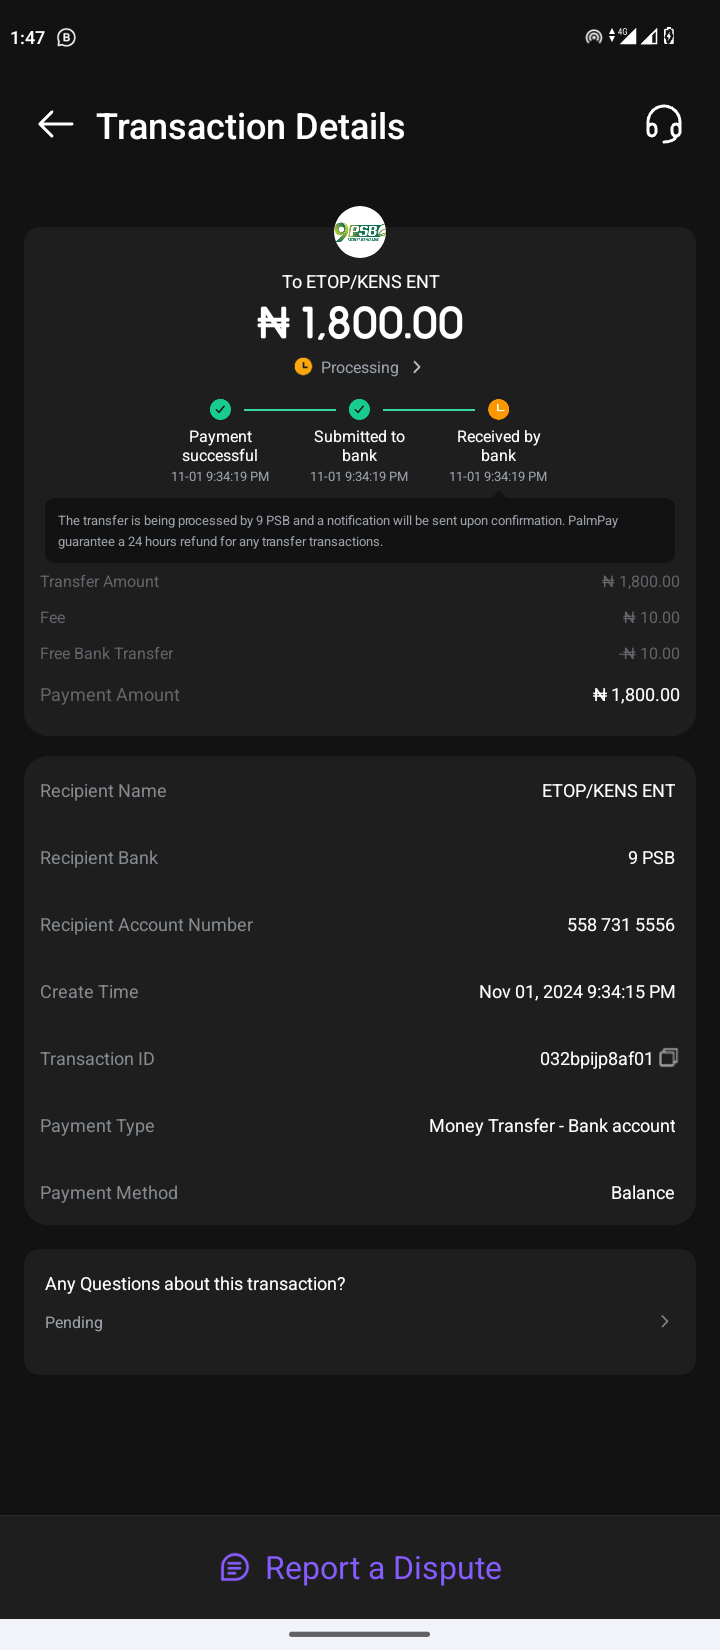 1:47
B
4G
Transaction Details
9PSB
To ETOP/KENS ENT
₦ 1,800.00
Processing
Payment successful
Submitted to bank
Received by bank
11-01 9:34:19 PM
11-01 9:34:19 PM
11-01 9:34:19 PM
The transfer is being processed by 9 PSB and a notification will be sent upon confirmation. PalmPay
guarantee a 24 hours refund for any transfer transactions.
Transfer Amount ₦ 1,800.00
Fee ₦ 10.00
Free Bank Transfer -₦ 10.00
Payment Amount ₦ 1,800.00
Recipient Name ETOP/KENS ENT
Recipient Bank 9 PSB
Recipient Account Number 558 731 5556
Create Time Nov 01, 2024 9:34:15 PM
Transaction ID 032bpijp8af01
Payment Type Money Transfer - Bank account
Payment Method Balance
Any Questions about this transaction?
Pending
Report a Dispute